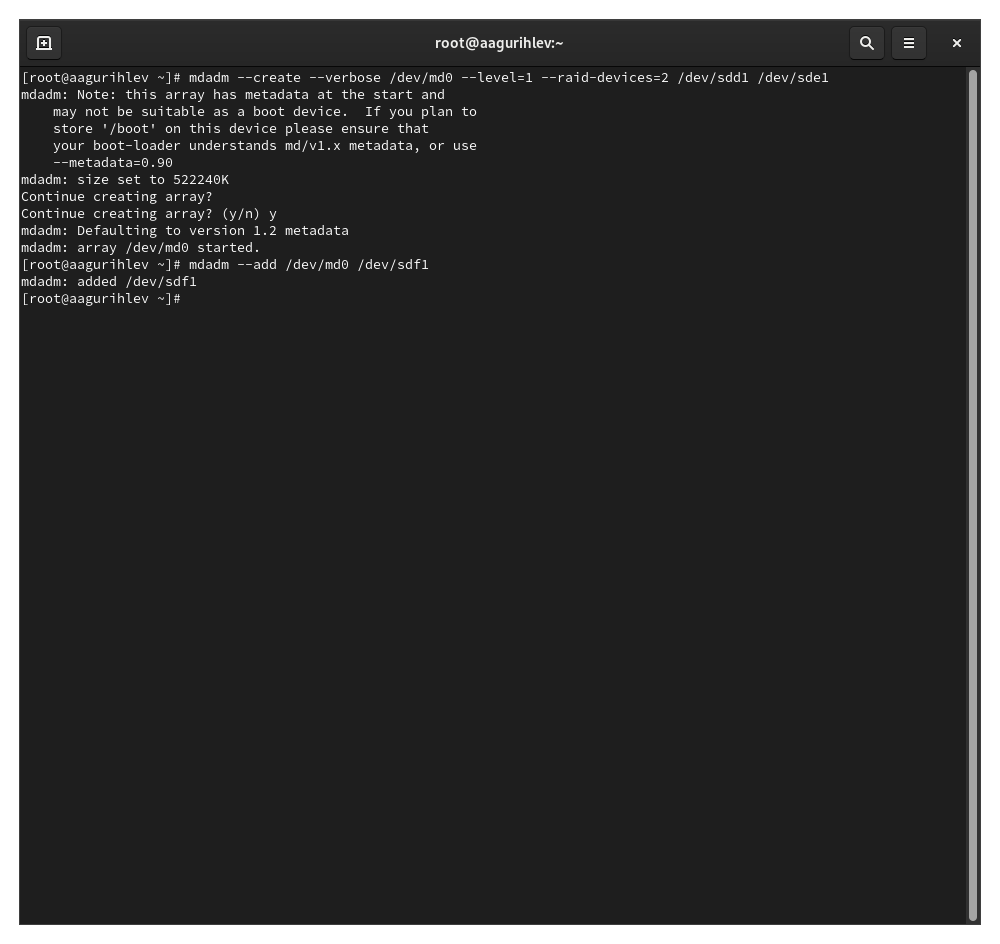 root@aagurihlev:~
[root@aagurihlev ~]# mdadm --create --verbose /dev/md0 --level=1 --raid-devices=2 /dev/sdd1 /dev/sde1
mdadm: Note: this array has metadata at the start and
    may not be suitable as a boot device.  If you plan to
    store '/boot' on this device please ensure that
    your boot-loader understands md/v1.x metadata, or use
    --metadata=0.90
mdadm: size set to 522240K
Continue creating array?
Continue creating array? (y/n) y
mdadm: Defaulting to version 1.2 metadata
mdadm: array /dev/md0 started.
[root@aagurihlev ~]# mdadm --add /dev/md0 /dev/sdf1
mdadm: added /dev/sdf1
[root@aagurihlev ~]#